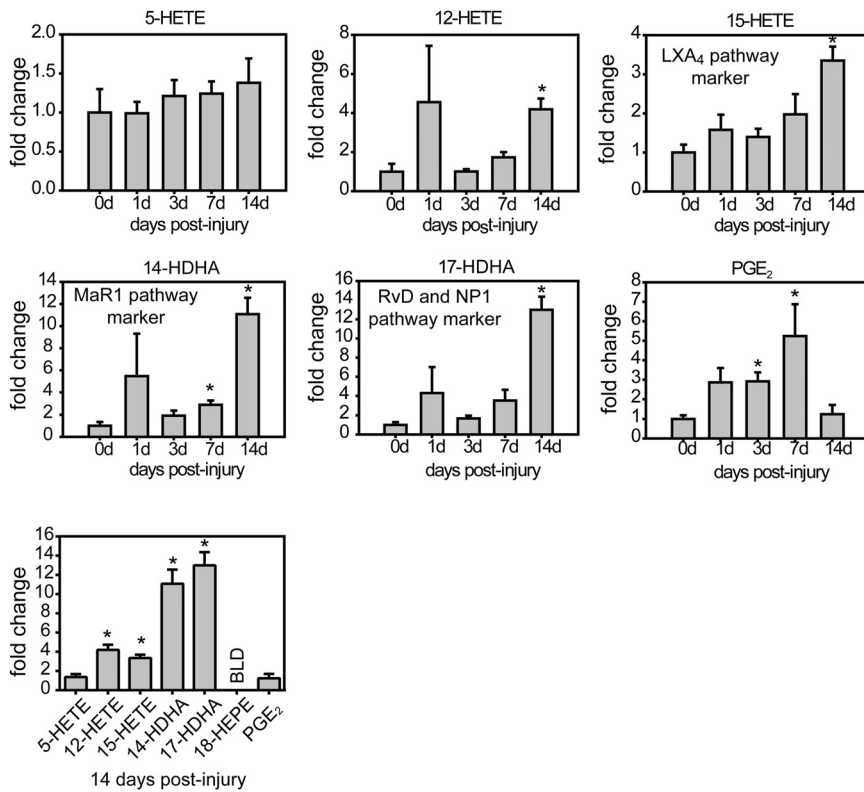 5-HETE
fold change
2.0
1.5
1.0
0.5
0.0
0d 1d 3d 7d 14d
days post-injury
12-HETE
fold change
8
6
4
2
0
*
0d 1d 3d 7d 14d
days post-injury
15-HETE
fold change
4
3
2
1
0
LXA₄ pathway
marker
*
0d 1d 3d 7d 14d
days post-injury
14-HDHA
fold change
14
12
10
8
6
4
2
0
MaR1 pathway
marker
* *
0d 1d 3d 7d 14d
days post-injury
17-HDHA
fold change
16
14
12
10
8
6
4
2
0
RvD and NP1
pathway marker
*
0d 1d 3d 7d 14d
days post-injury
PGE₂
fold change
8
7
6
5
4
3
2
1
0
* *
0d 1d 3d 7d 14d
days post-injury
fold change
16
14
12
10
8
6
4
2
0
* * * *
BLD
5-HETE
12-HETE
15-HETE
14-HDHA
17-HDHA
18-HEPE
PGE₂
14 days post-injury